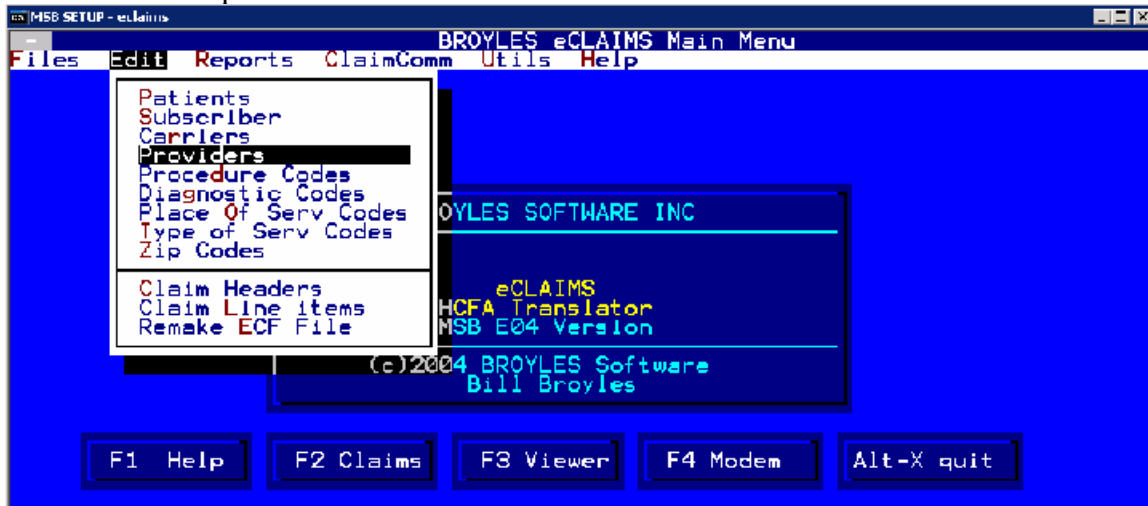 MSB SETUP - eclaims
BROYLES eCLAIMS Main Menu
Files Edit Reports ClaimComm Utils Help
Patients
Subscriber
Carriers
Providers
Procedure Codes
Diagnostic Codes
Place Of Serv Codes
Type of Serv Codes
Zip Codes
Claim Headers
Claim Line items
Remake ECF File
OYLES SOFTWARE INC
eCLAIMS
HCFA Translator
MSB E04 Version
(c)2004 BROYLES Software
Bill Broyles
F1 Help F2 Claims F3 Viewer F4 Modem Alt-X quit